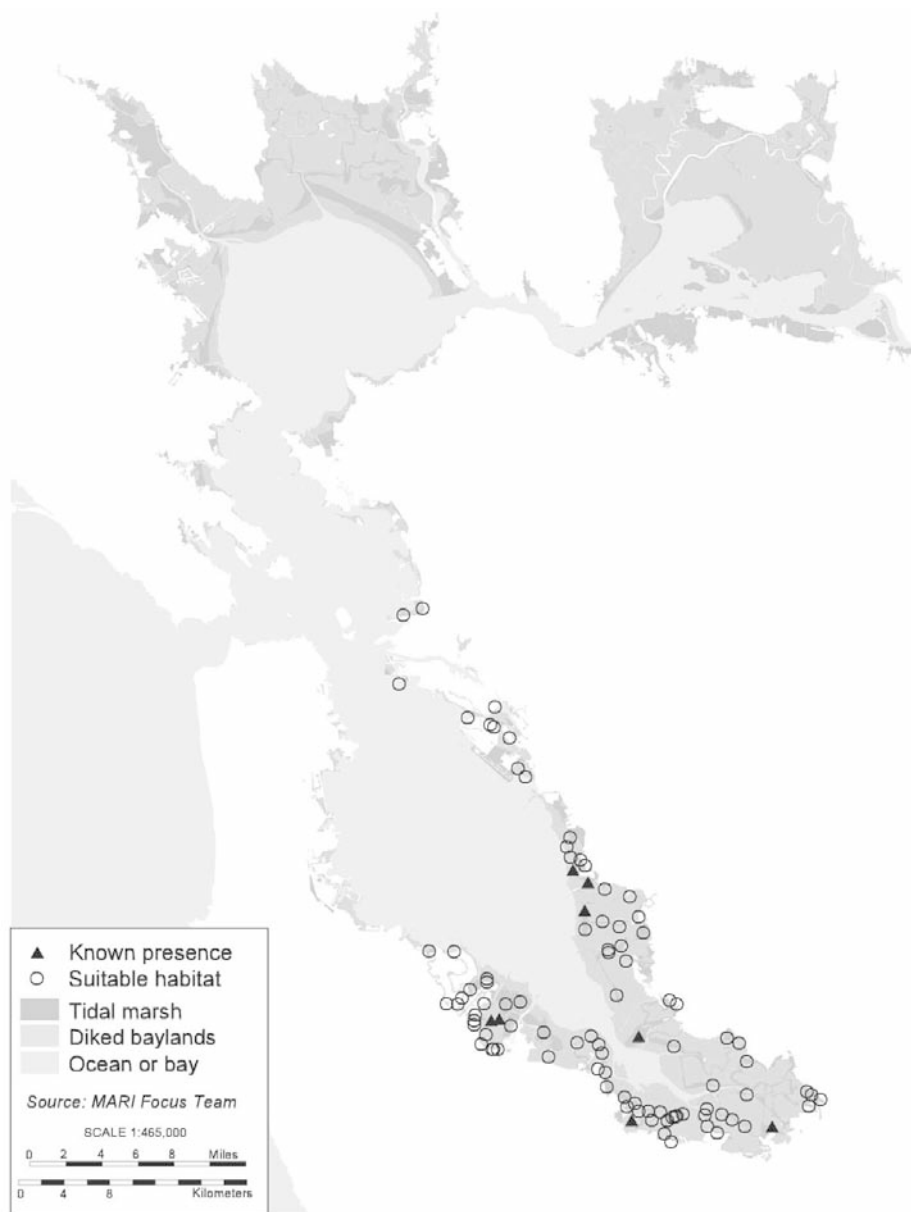 Known presence
Suitable habitat
Tidal marsh
Diked baylands
Ocean or bay
Source: MARI Focus Team
SCALE 1:465,000
0 2 4 6 8 Miles
0 4 8 Kilometers